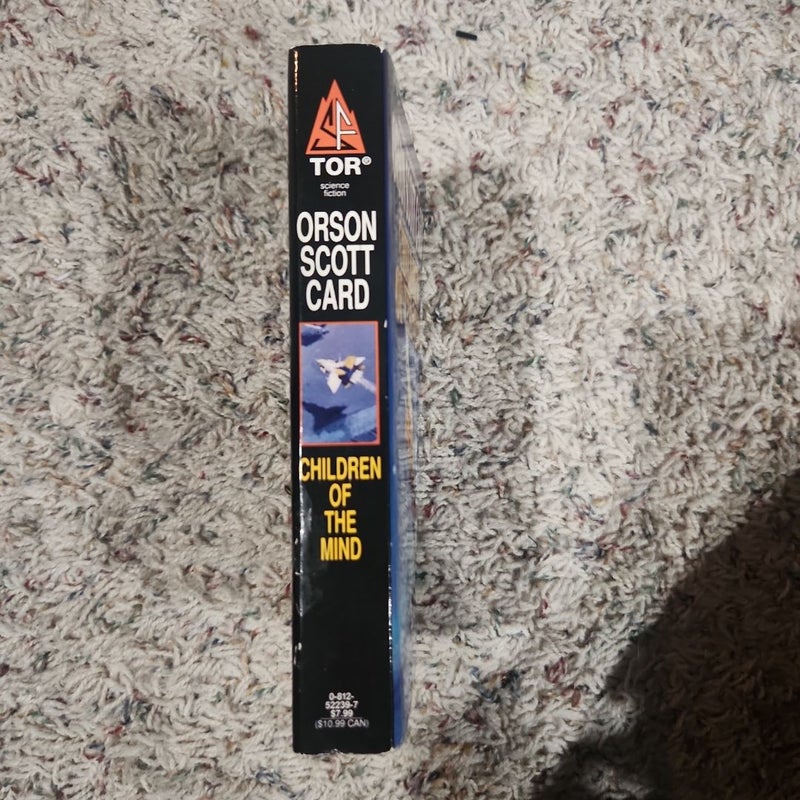 SF
TOR®
science
fiction
ORSON
SCOTT
CARD
CHILDREN
OF
THE
MIND
0-812-
52239-7
$7.99
($10.99 CAN)